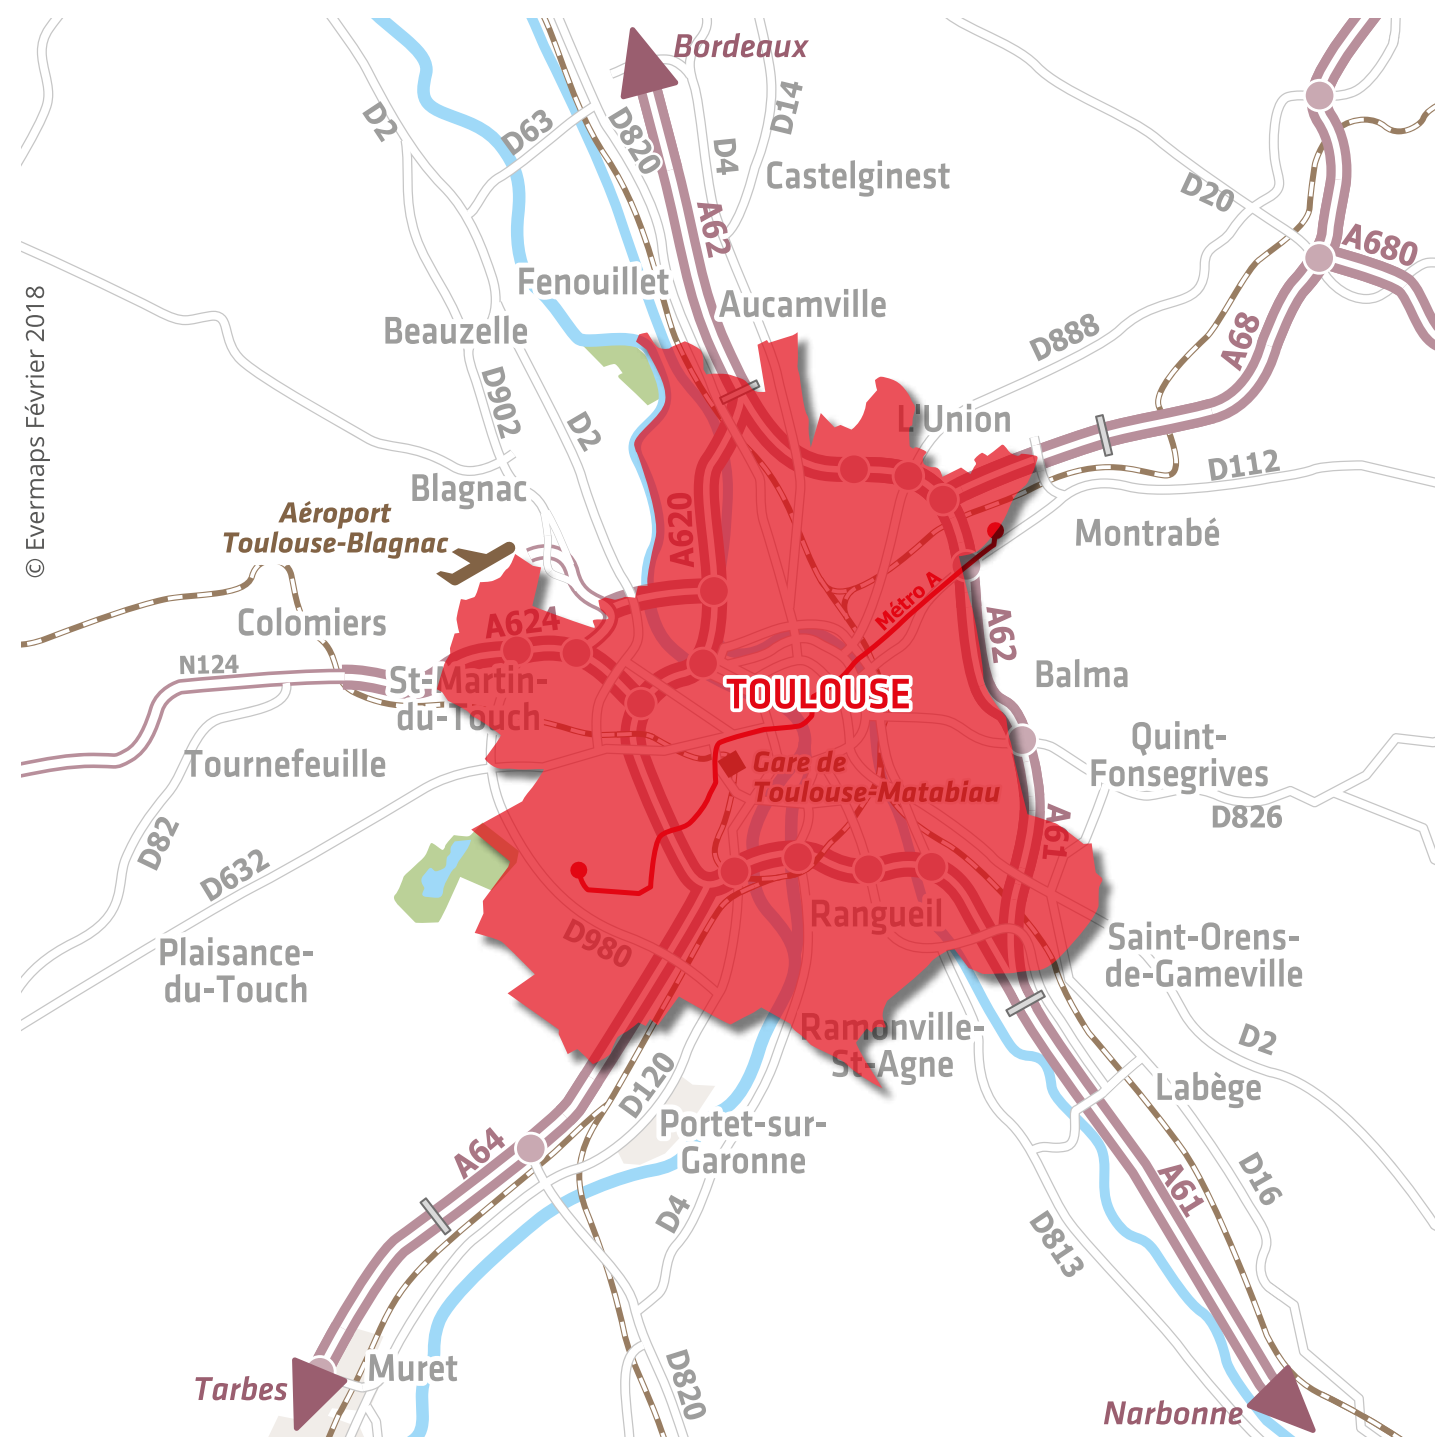 Bordeaux
D14
D2
D63
D820
D4
Castelginest
D20
A62
A680
Fenouillet
Aucamville
Beauzelle
D888
A68
© Evermaps Février 2018
D902
D2
L'Union
D112
Blagnac
Aéroport
Toulouse-Blagnac
A620
Montrabé
Métro A
Colomiers
A624
A62
N124
St-Martin-
du-Touch
Balma
TOULOUSE
Tournefeuille
Gare de
Toulouse-Matabiau
Quint-
Fonsegrives
D826
D82
A61
D632
Rangueil
D980
Plaisance-
du-Touch
Saint-Orens-
de-Gameville
Ramonville-
St-Agne
D2
D120
Labège
Portet-sur-
Garonne
A64
D4
A61
D16
D813
Muret
Tarbes
D820
Narbonne